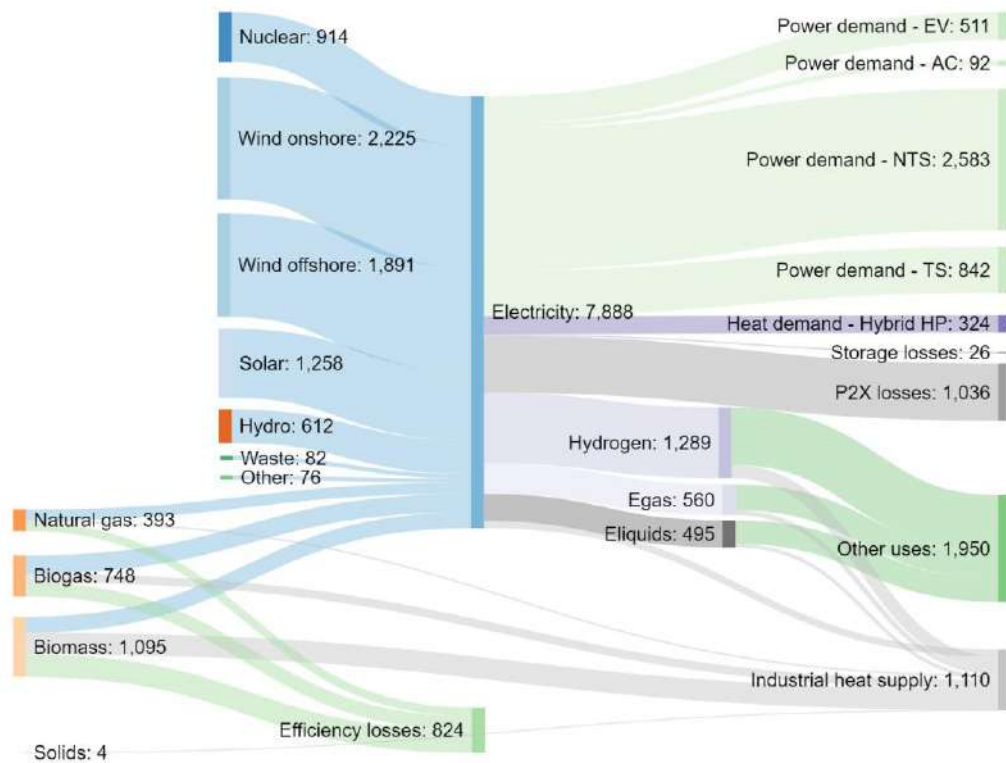 Nuclear: 914
Wind onshore: 2,225
Wind offshore: 1,891
Solar: 1,258
Hydro: 612
Waste: 82
Other: 76
Natural gas: 393
Biogas: 748
Biomass: 1,095
Solids: 4
Efficiency losses: 824
Electricity: 7,888
Hydrogen: 1,289
Egas: 560
Eliquids: 495
Power demand - EV: 511
Power demand - AC: 92
Power demand - NTS: 2,583
Power demand - TS: 842
Heat demand - Hybrid HP: 324
Storage losses: 26
P2X losses: 1,036
Other uses: 1,950
Industrial heat supply: 1,110